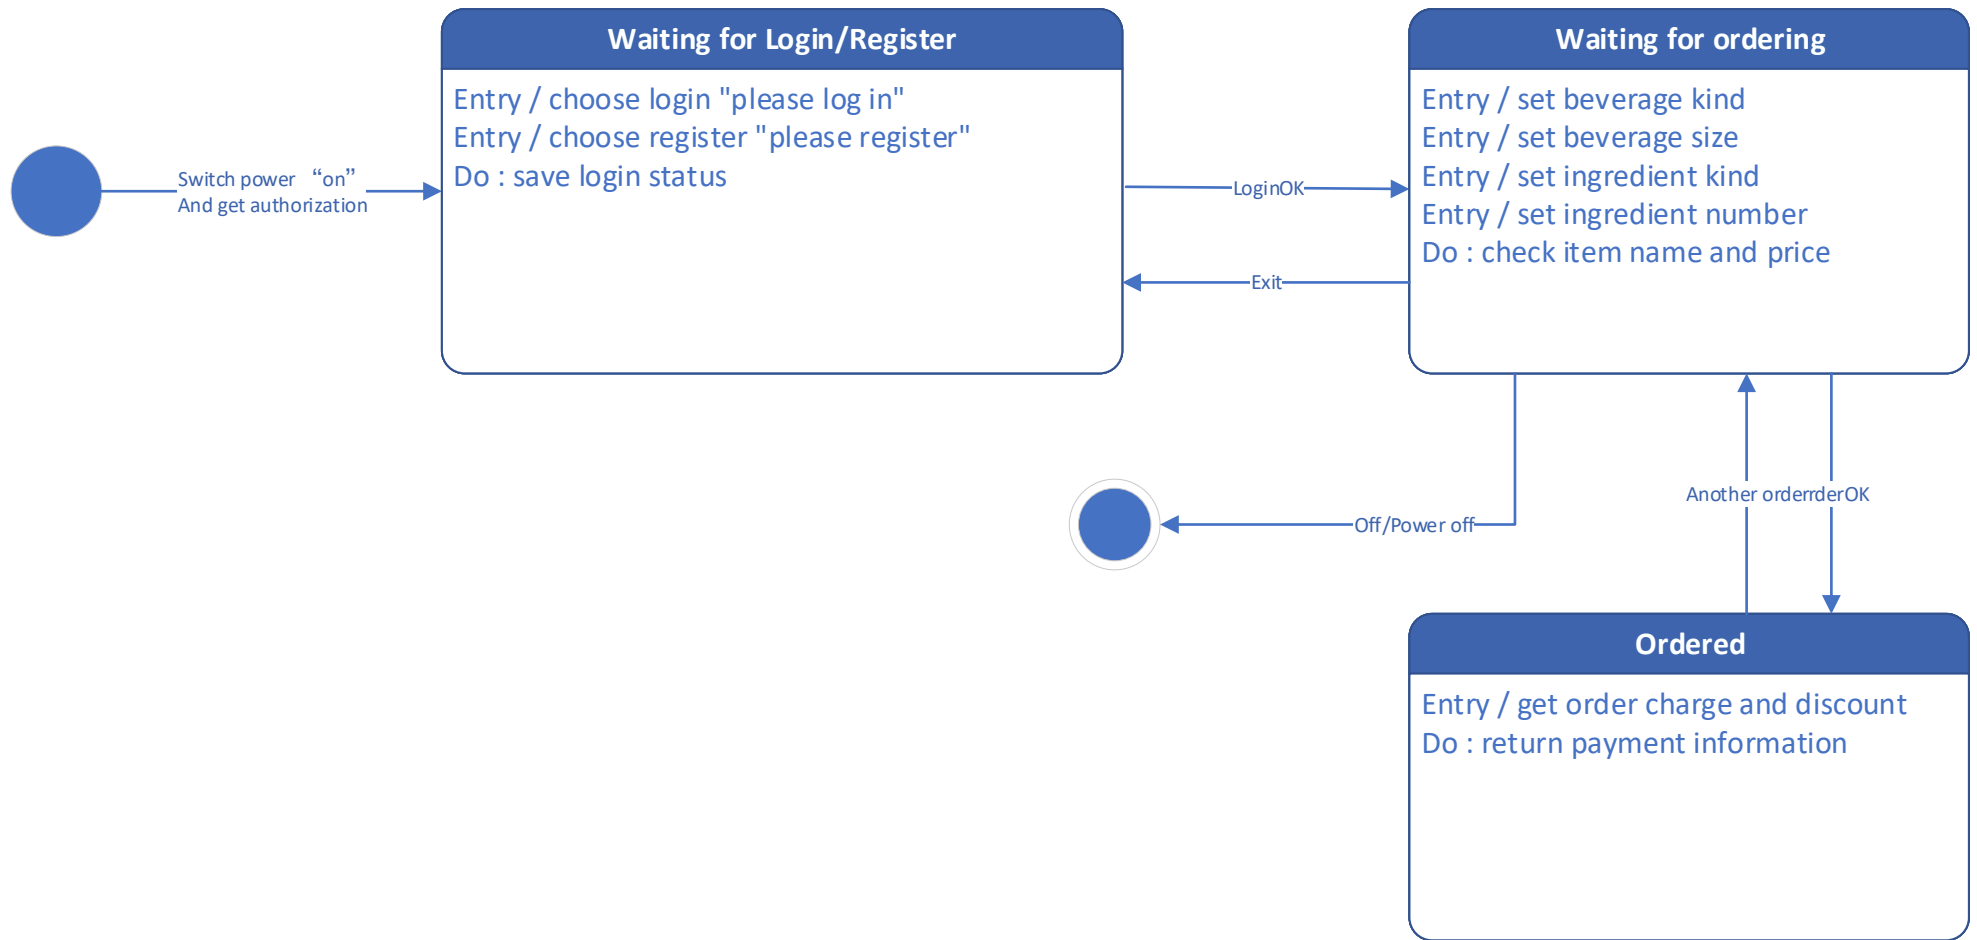 Waiting for Login/Register
Entry / choose login "please log in"
Entry / choose register "please register"
Do : save login status
Switch power “on”
And get authorization
LoginOK
Exit
Waiting for ordering
Entry / set beverage kind
Entry / set beverage size
Entry / set ingredient kind
Entry / set ingredient number
Do : check item name and price
Off/Power off
Another orderrderOK
Ordered
Entry / get order charge and discount
Do : return payment information